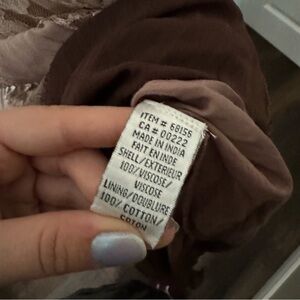 ITEM # 68156
CA # 00222
MADE IN INDIA
FAIT EN INDE
SHELL/EXTERIEUR
100% VISCOSE/
VISCOSE
LINING/DOUBLURE
100% COTTON/
COTON